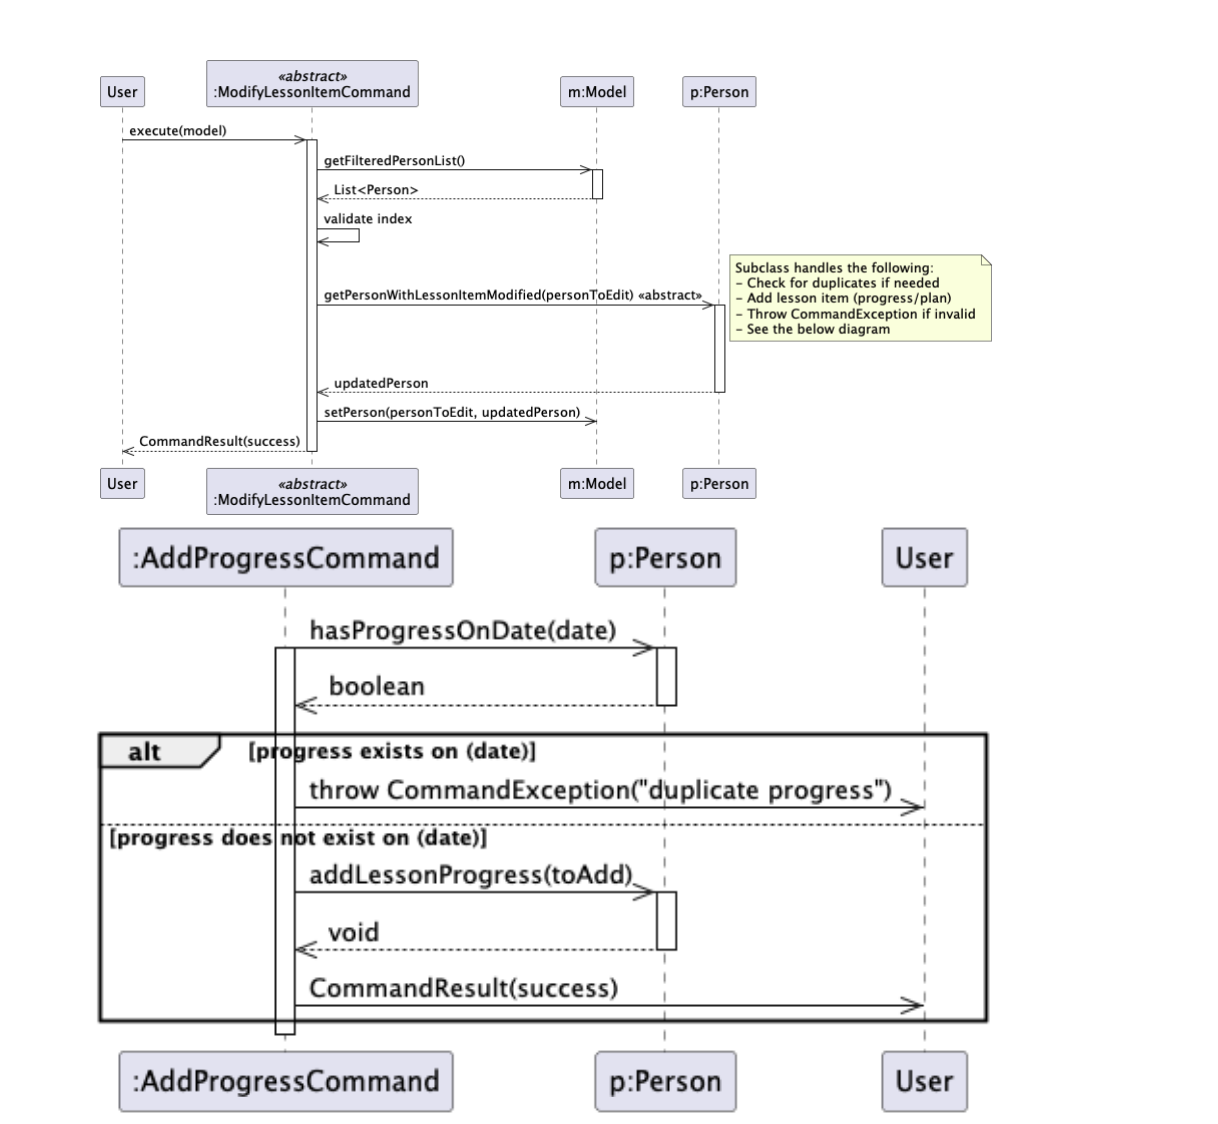 User
«abstract»
:ModifyLessonItemCommand
m:Model
p:Person
execute(model)
getFilteredPersonList()
List<Person>
validate index
Subclass handles the following:
- Check for duplicates if needed
- Add lesson item (progress/plan)
- Throw CommandException if invalid
- See the below diagram
getPersonWithLessonItemModified(personToEdit) «abstract»
updatedPerson
setPerson(personToEdit, updatedPerson)
CommandResult(success)
User
«abstract»
:ModifyLessonItemCommand
m:Model
p:Person
:AddProgressCommand
p:Person
User
hasProgressOnDate(date)
boolean
alt
[progress exists on (date)]
throw CommandException("duplicate progress")
[progress does not exist on (date)]
addLessonProgress(toAdd)
void
CommandResult(success)
:AddProgressCommand
p:Person
User